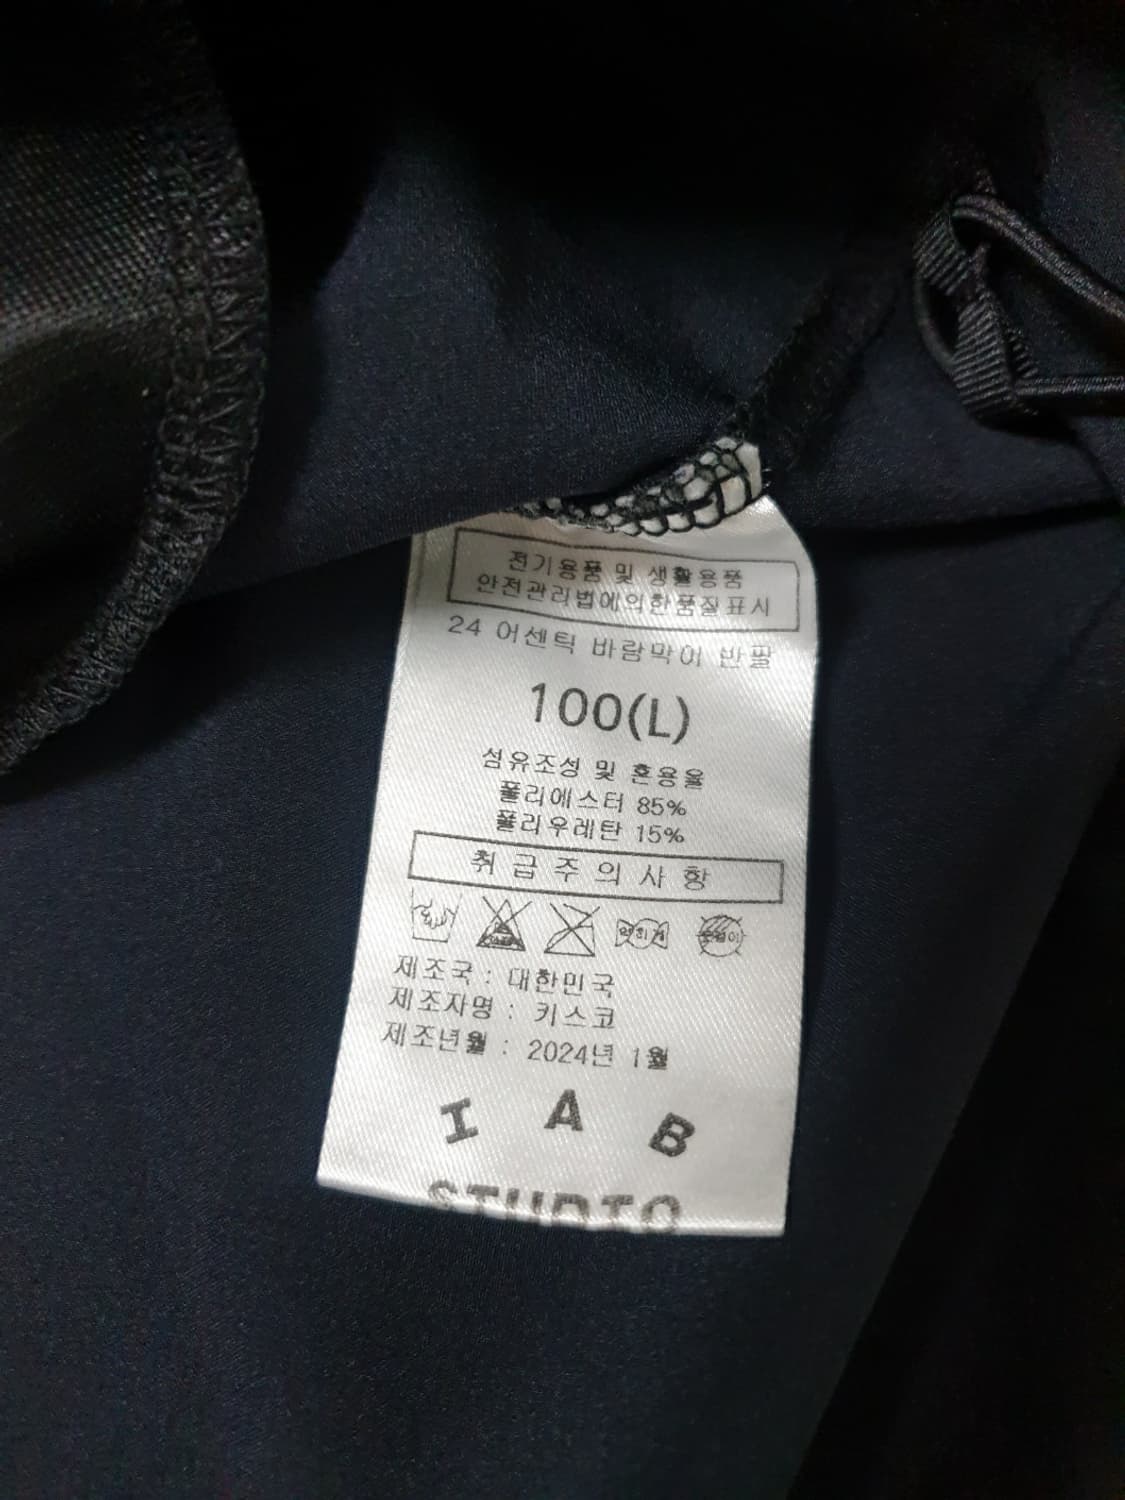 전기용품 및 생활용품
안전관리법에의한품질표시
24 어센틱 바람막이 반팔
100(L)
섬유조성 및 혼용율
폴리에스터 85%
폴리우레탄 15%
취급주의사항
약하게
제조국 : 대한민국
제조자명 : 키스코
제조년월 : 2024년 1월
I A B
STUDIO